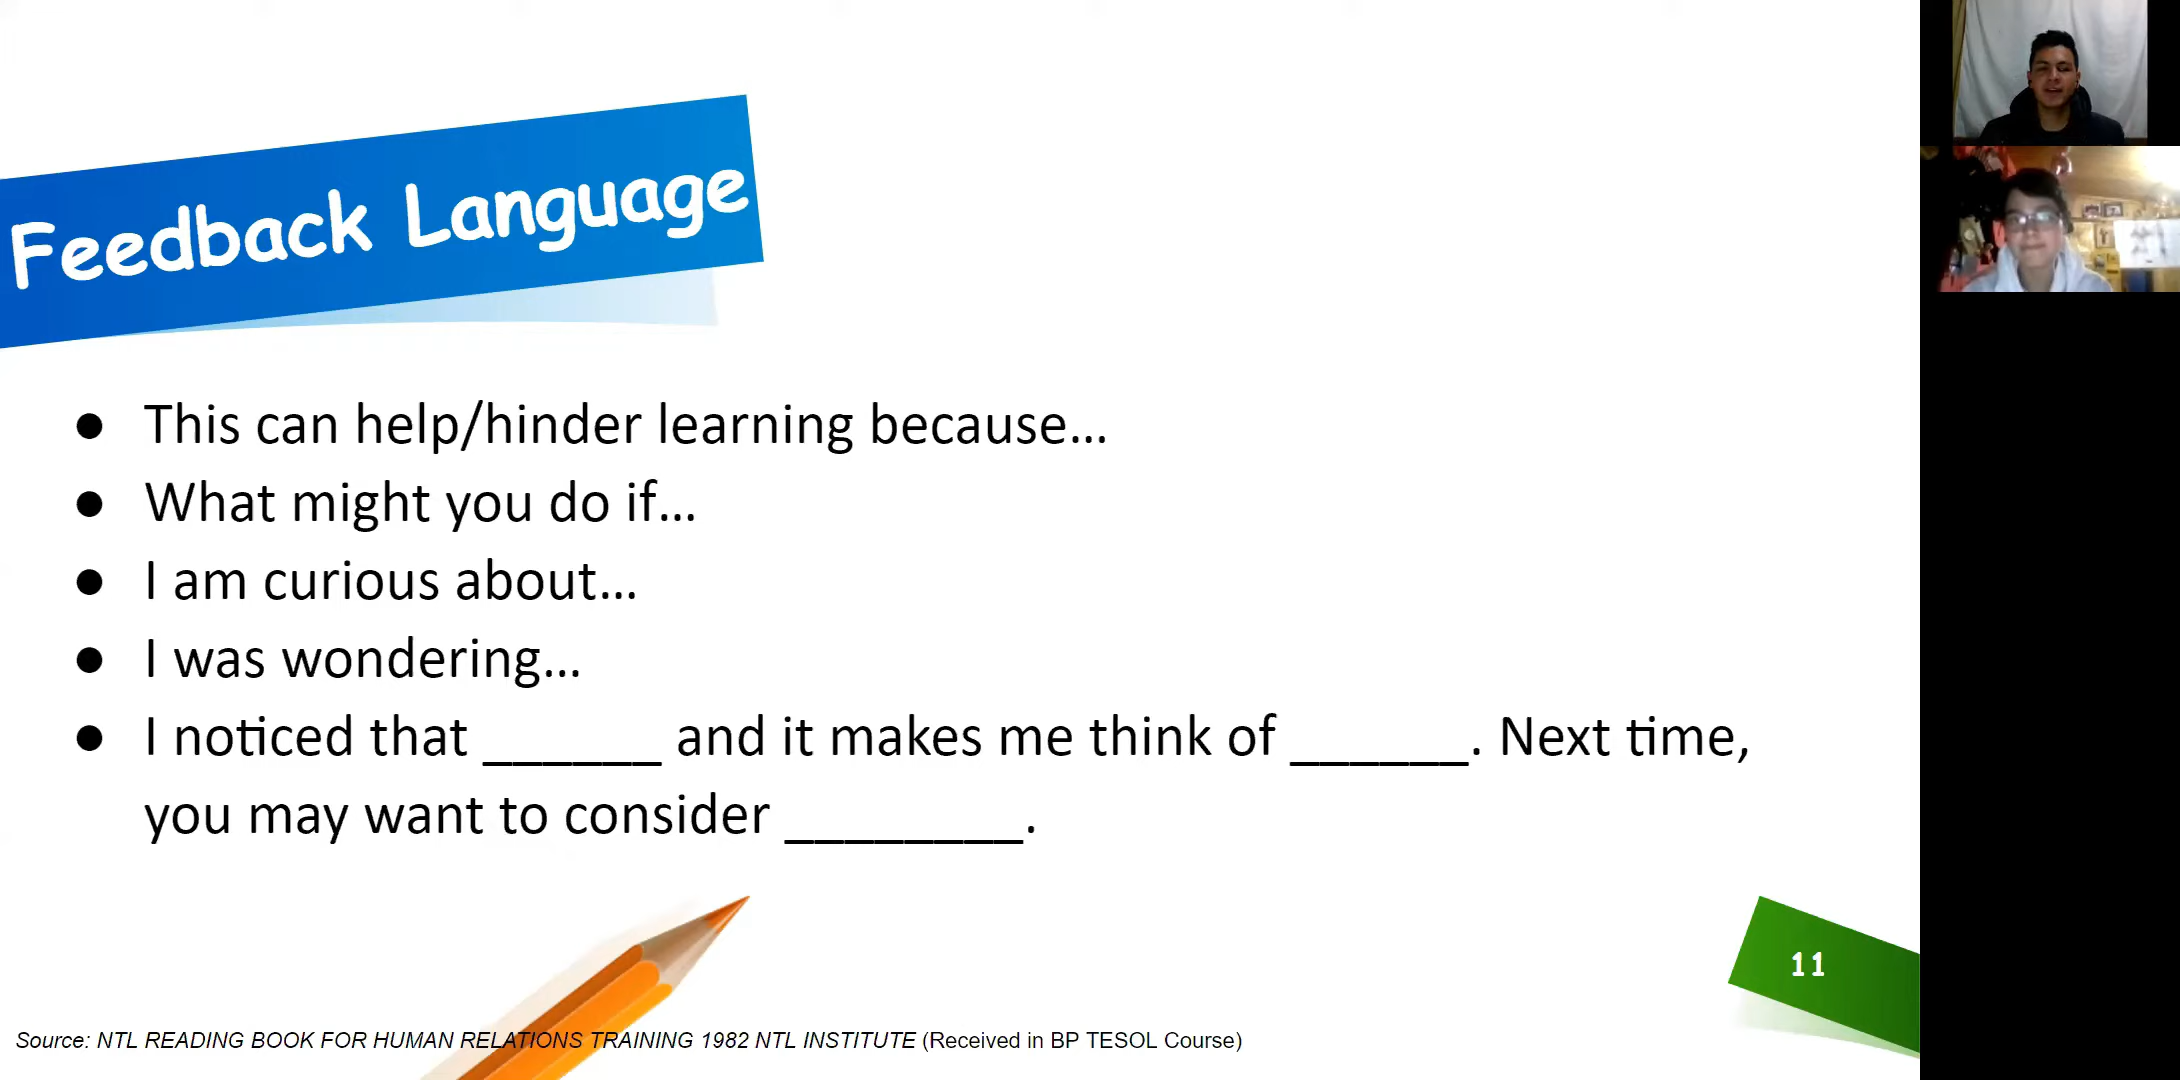 Feedback Language
● This can help/hinder learning because…
● What might you do if…
● I am curious about…
● I was wondering…
● I noticed that ______ and it makes me think of ______. Next time,
you may want to consider ________.
11
Source: NTL READING BOOK FOR HUMAN RELATIONS TRAINING 1982 NTL INSTITUTE (Received in BP TESOL Course)